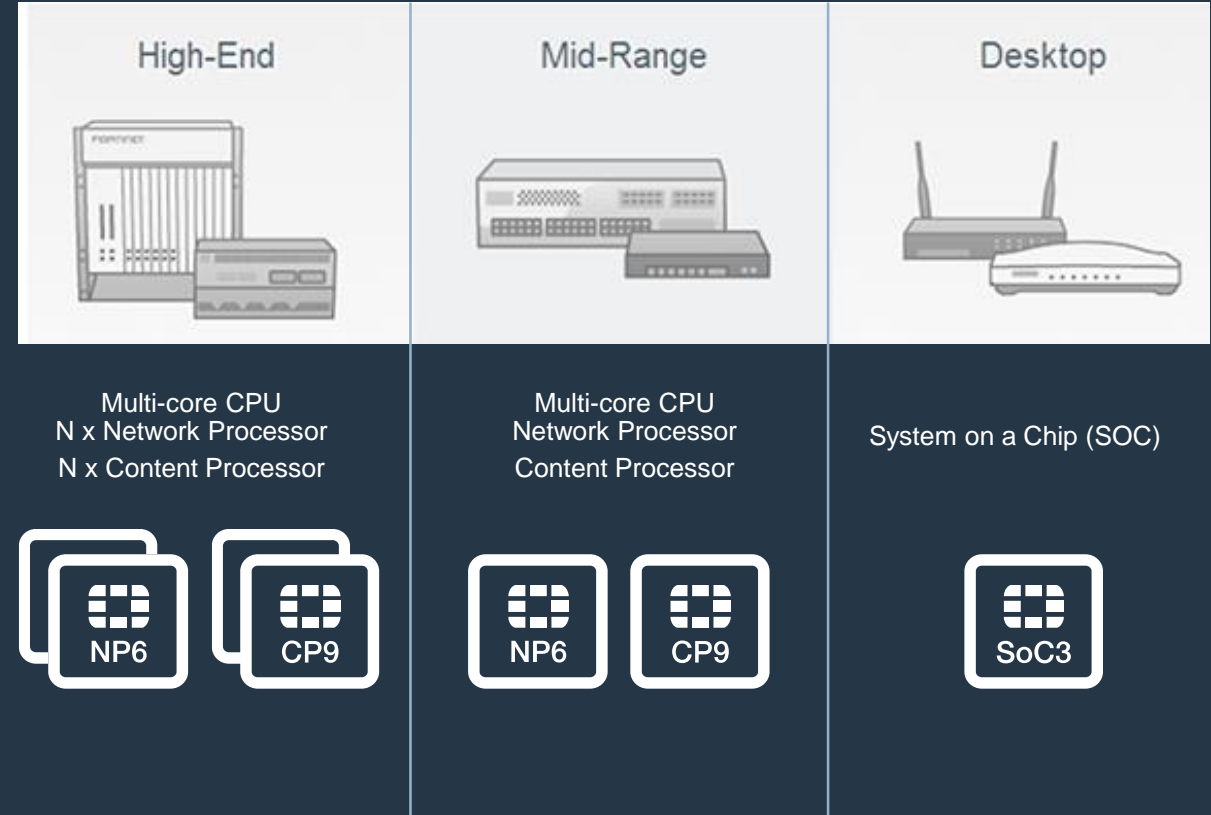 High-End
FORTINET
Multi-core CPU
N x Network Processor
N x Content Processor
NP6
CP9
Mid-Range
Multi-core CPU
Network Processor
Content Processor
NP6
CP9
Desktop
System on a Chip (SOC)
SoC3